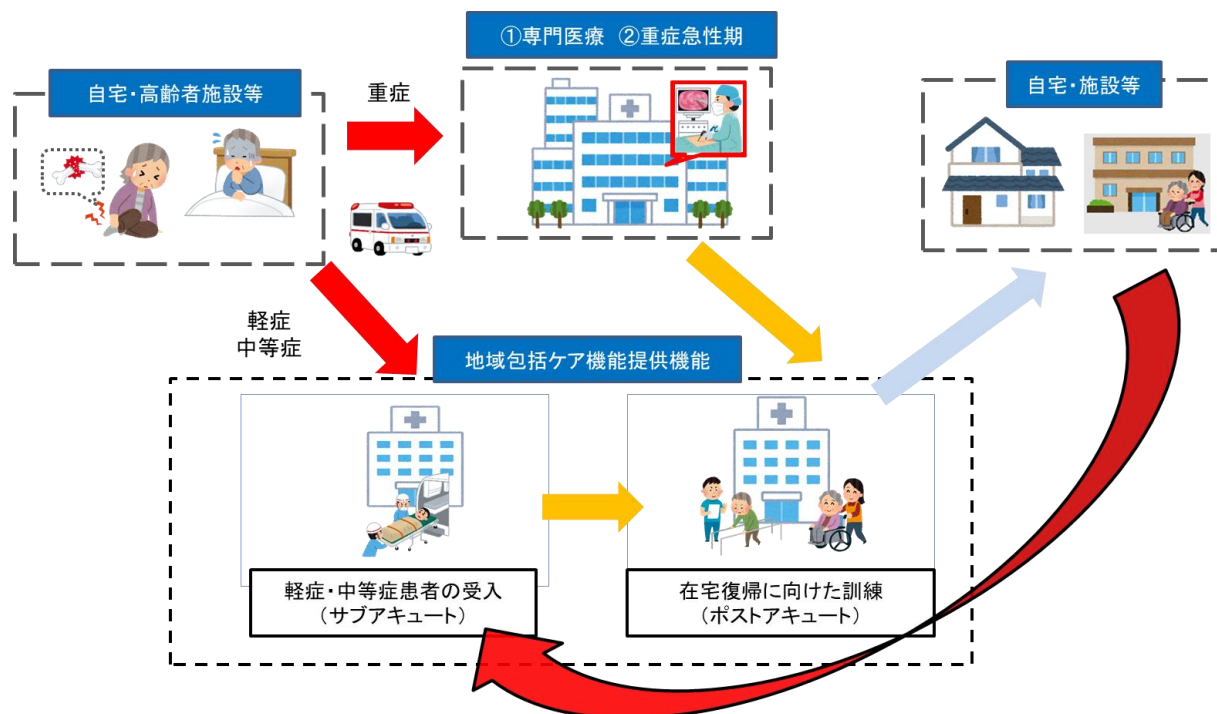 ①専門医療 ②重症急性期
自宅・高齢者施設等
重症
自宅・施設等
軽症
中等症
地域包括ケア機能提供機能
軽症・中等症患者の受入
（サブアキュート）
在宅復帰に向けた訓練
（ポストアキュート）